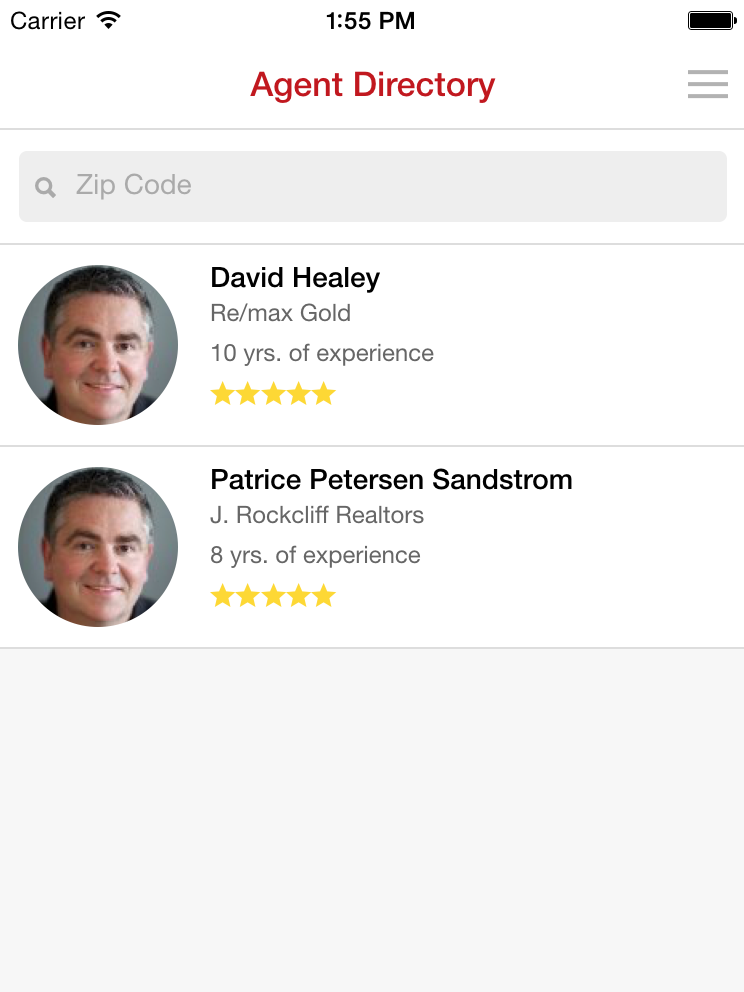 Carrier 1:55 PM
Agent Directory
Zip Code
David Healey
Re/max Gold
10 yrs. of experience
Patrice Petersen Sandstrom
J. Rockcliff Realtors
8 yrs. of experience